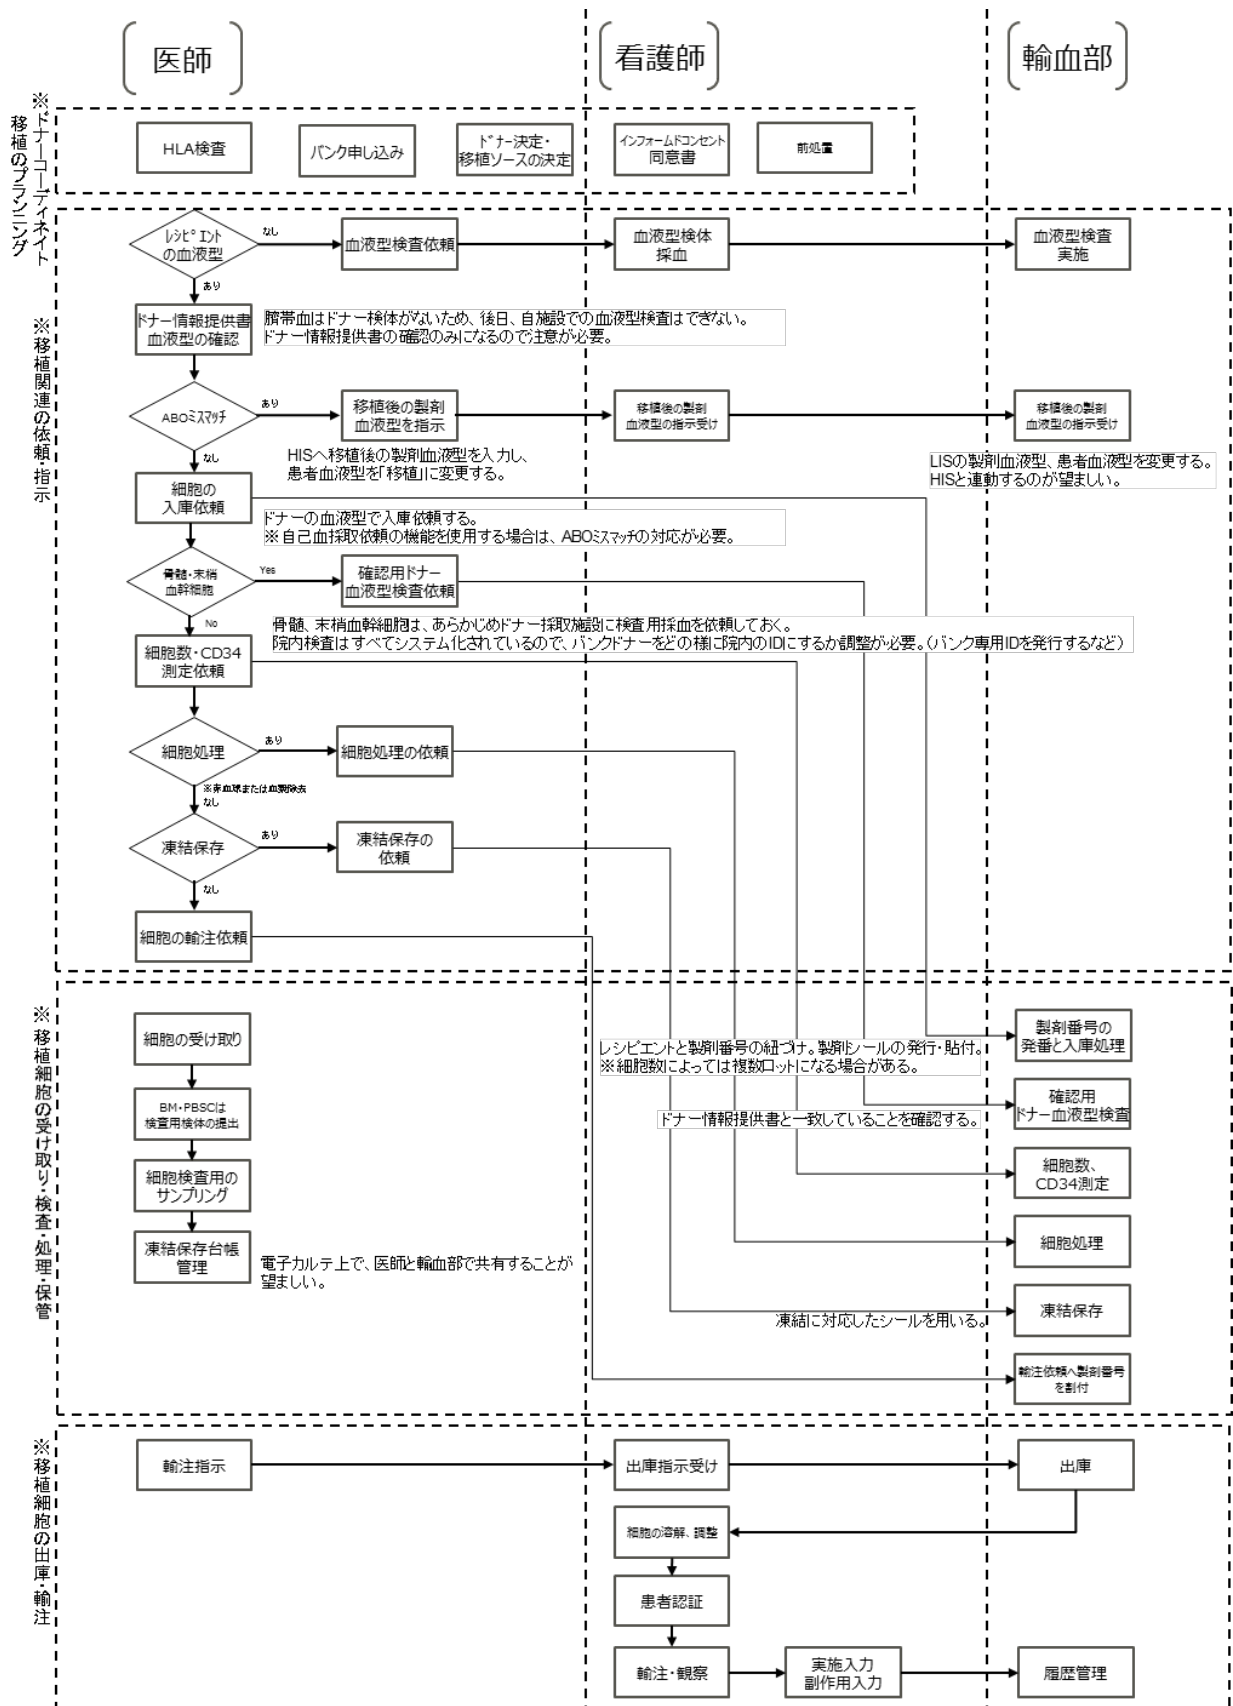 医師
看護師
輸血部
※ドナーコーディネイト
移植のプランニング
HLA検査
バンク申し込み
ドナー決定・
移植ソースの決定
インフォームドコンセント
同意書
前処置
※移植関連の依頼・指示
レシピエント
の血液型
なし
血液型検査依頼
血液型検体
採血
血液型検査
実施
あり
ドナー情報提供書
血液型の確認
臍帯血はドナー検体がないため、後日、自施設での血液型検査はできない。
ドナー情報提供書の確認のみになるので注意が必要。
ABOミスマッチ
あり
移植後の製剤
血液型を指示
移植後の製剤
血液型の指示受け
移植後の製剤
血液型の指示受け
なし
HISへ移植後の製剤血液型を入力し、
患者血液型を「移植」に変更する。
LISの製剤血液型、患者血液型を変更する。
HISと連動するのが望ましい。
細胞の
入庫依頼
ドナーの血液型で入庫依頼する。
※自己血採取依頼の機能を使用する場合は、ABOミスマッチの対応が必要。
骨髄・末梢
血幹細胞
Yes
確認用ドナー
血液型検査依頼
No
骨髄、末梢血幹細胞は、あらかじめドナー採取施設に検査用採血を依頼しておく。
院内検査はすべてシステム化されているので、バンクドナーをどの様に院内のIDにするか調整が必要。(バンク専用IDを発行するなど)
細胞数・CD34
測定依頼
細胞処理
あり
細胞処理の依頼
※赤血球または血漿除去
なし
凍結保存
あり
凍結保存の
依頼
なし
細胞の輸注依頼
※移植細胞の受け取り・検査・処理・保管
細胞の受け取り
製剤番号の
発番と入庫処理
レシピエントと製剤番号の紐づけ。製剤シールの発行・貼付。
※細胞数によっては複数ロットになる場合がある。
BM・PBSCは
検査用検体の提出
確認用
ドナー血液型検査
ドナー情報提供書と一致していることを確認する。
細胞検査用の
サンプリング
細胞数、
CD34測定
凍結保存台帳
管理
電子カルテ上で、医師と輸血部で共有することが
望ましい。
細胞処理
凍結保存
凍結に対応したシールを用いる。
輸注依頼へ製剤番号
を割付
※移植細胞の出庫・輸注
輸注指示
出庫指示受け
出庫
細胞の溶解、調整
患者認証
輸注・観察
実施入力
副作用入力
履歴管理